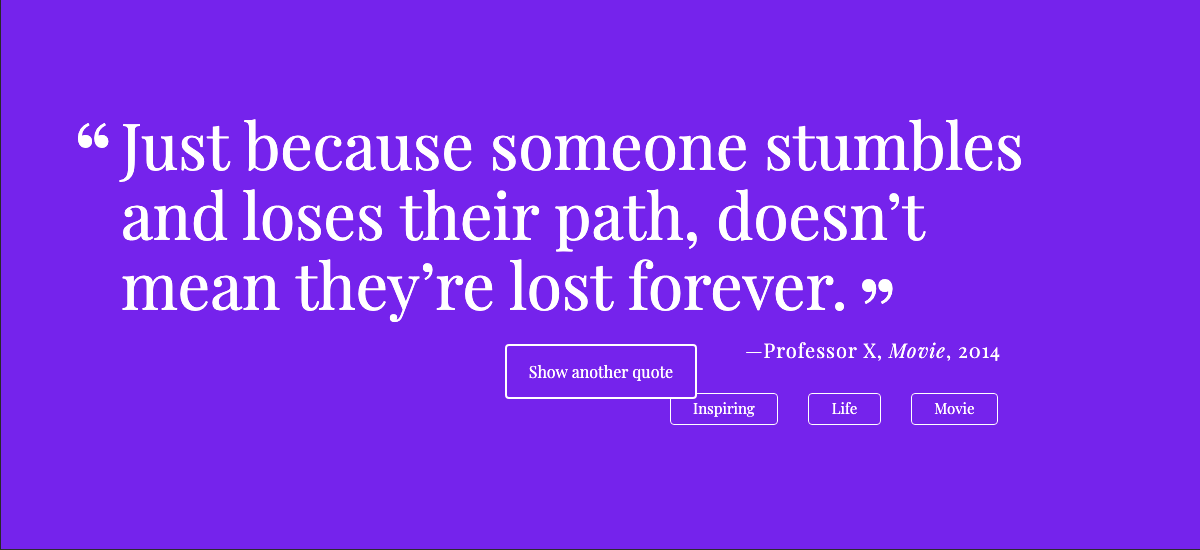 “Just because someone stumbles
and loses their path, doesn’t
mean they’re lost forever.”
—Professor X, Movie, 2014
Show another quote
Inspiring Life Movie